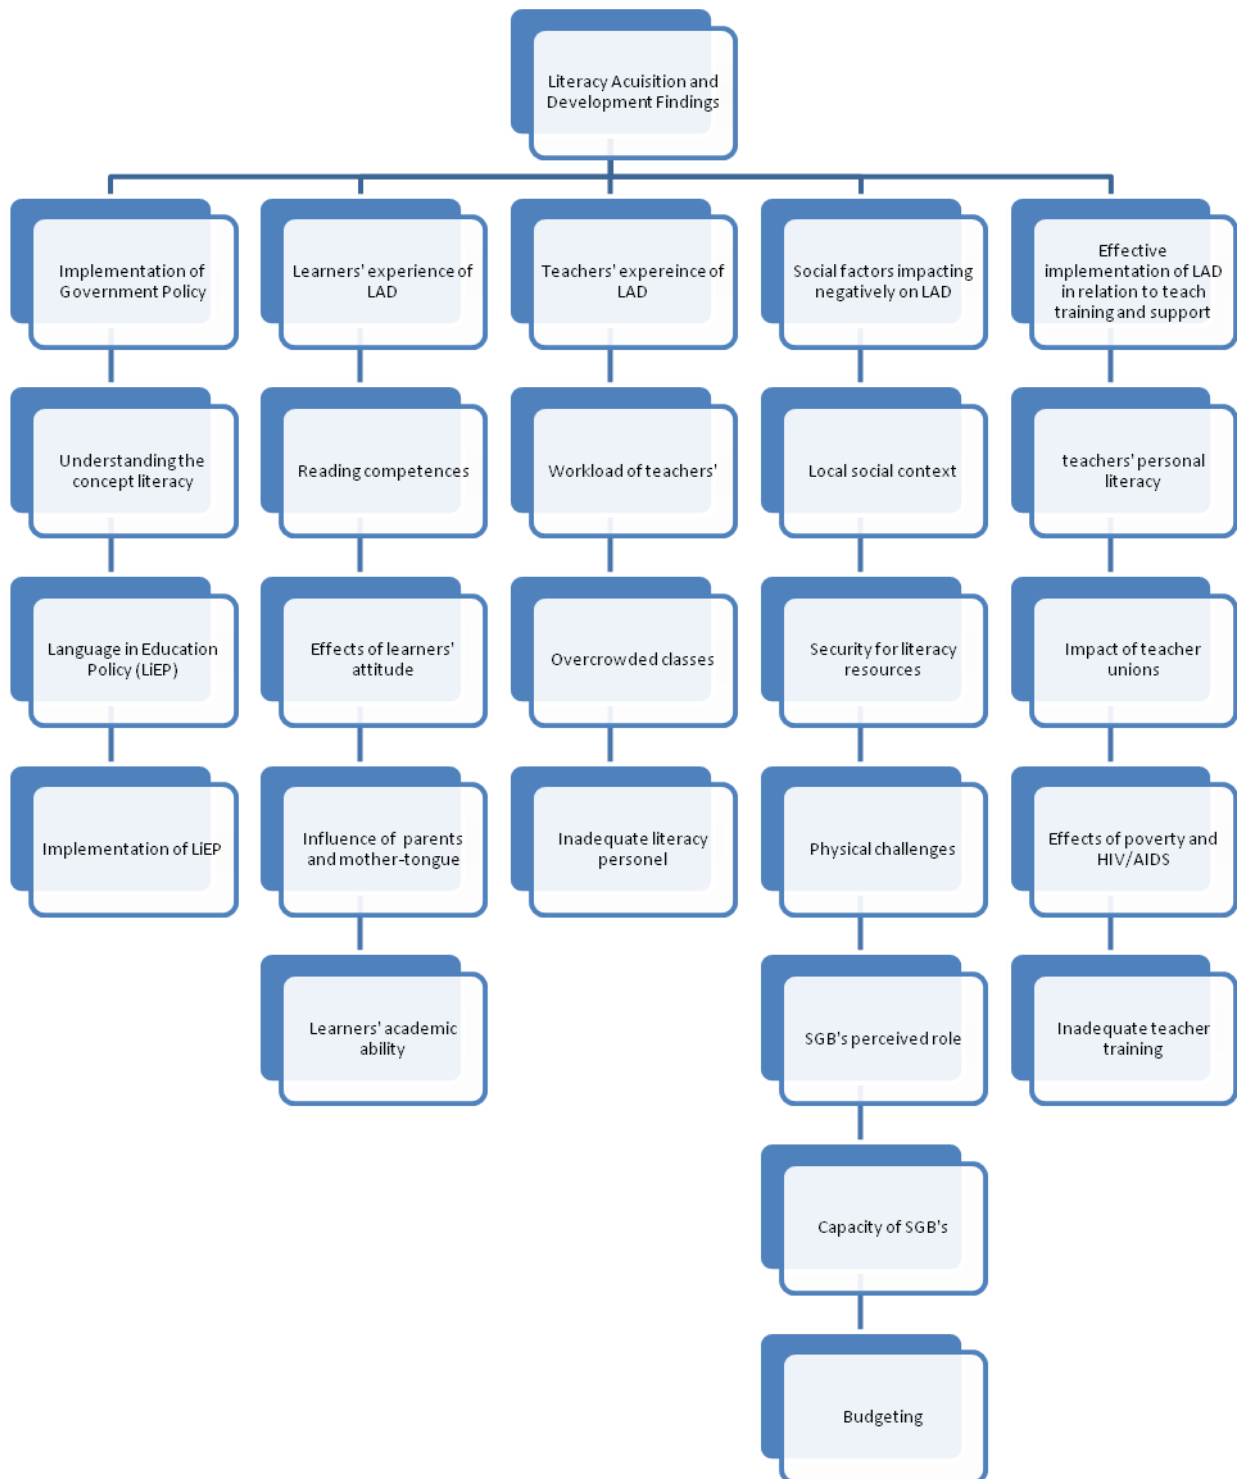 Literacy Acuisition and
Development Findings
Implementation of
Government Policy
Learners' experience of
LAD
Teachers' expereince of
LAD
Social factors impacting
negatively on LAD
Effective
implementation of LAD
in relation to teach
training and support
Understanding the
concept literacy
Reading competences
Workload of teachers'
Local social context
teachers' personal
literacy
Language in Education
Policy (LiEP)
Effects of learners'
attitude
Overcrowded classes
Security for literacy
resources
Impact of teacher
unions
Implementation of LiEP
Influence of parents
and mother-tongue
Inadequate literacy
personel
Physical challenges
Effects of poverty and
HIV/AIDS
Learners' academic
ability
SGB's perceived role
Inadequate teacher
training
Capacity of SGB's
Budgeting